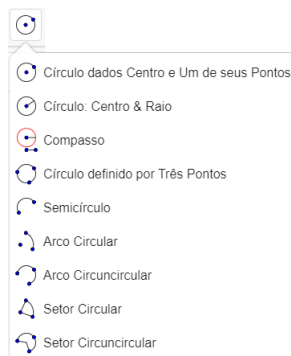 Círculo dados Centro e Um de seus Pontos
Círculo: Centro & Raio
Compasso
Círculo definido por Três Pontos
Semicírculo
Arco Circular
Arco Circuncircular
Setor Circular
Setor Circuncircular